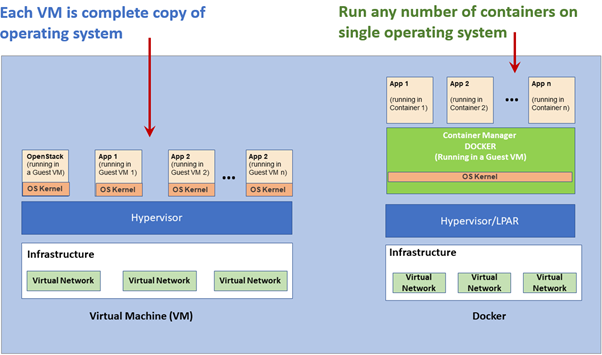 Each VM is complete copy of
operating system
Run any number of containers on
single operating system
OpenStack
(running in
a Guest VM)
OS Kernel
App 1
(running in
Guest VM 1)
OS Kernel
App 2
(running in
Guest VM 2)
OS Kernel
...
App 2
(running in
Guest VM n)
OS Kernel
Hypervisor
Infrastructure
Virtual Network
Virtual Network
Virtual Network
Virtual Machine (VM)
App 1
(running in
Container 1)
App 2
(running in
Container 2)
...
App n
(running in
Container n)
Container Manager
DOCKER
(Running in a Guest VM)
OS Kernel
Hypervisor/LPAR
Infrastructure
Virtual
Network
Virtual
Network
Virtual
Network
Docker